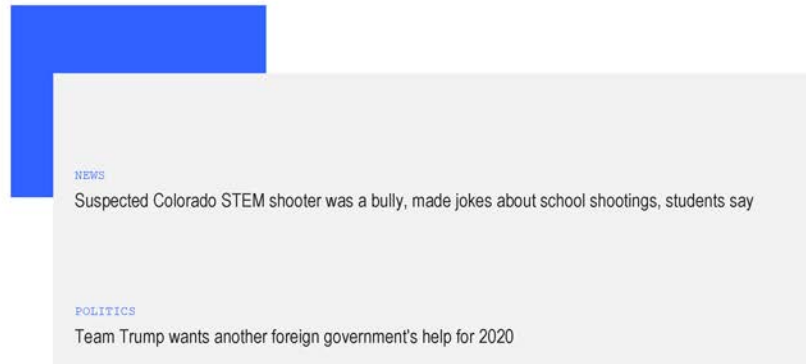 NEWS
Suspected Colorado STEM shooter was a bully, made jokes about school shootings, students say
POLITICS
Team Trump wants another foreign government's help for 2020